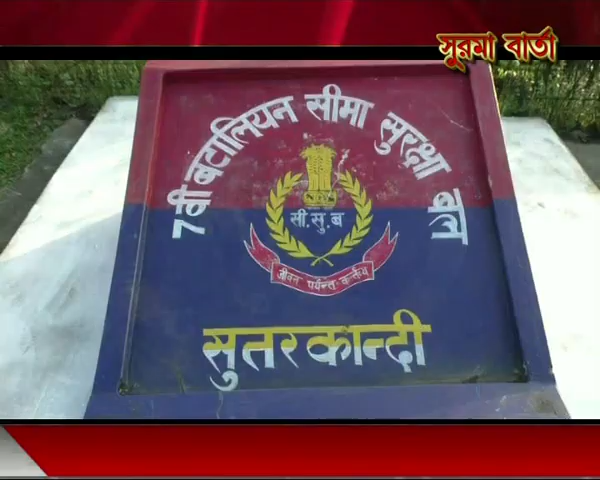 সুরমা বার্তা
7वी बटालियन सीमा सुरक्षा बल
सी.सु.ब
जीवन पर्यन्त कर्तव्य
सुतरकान्दी